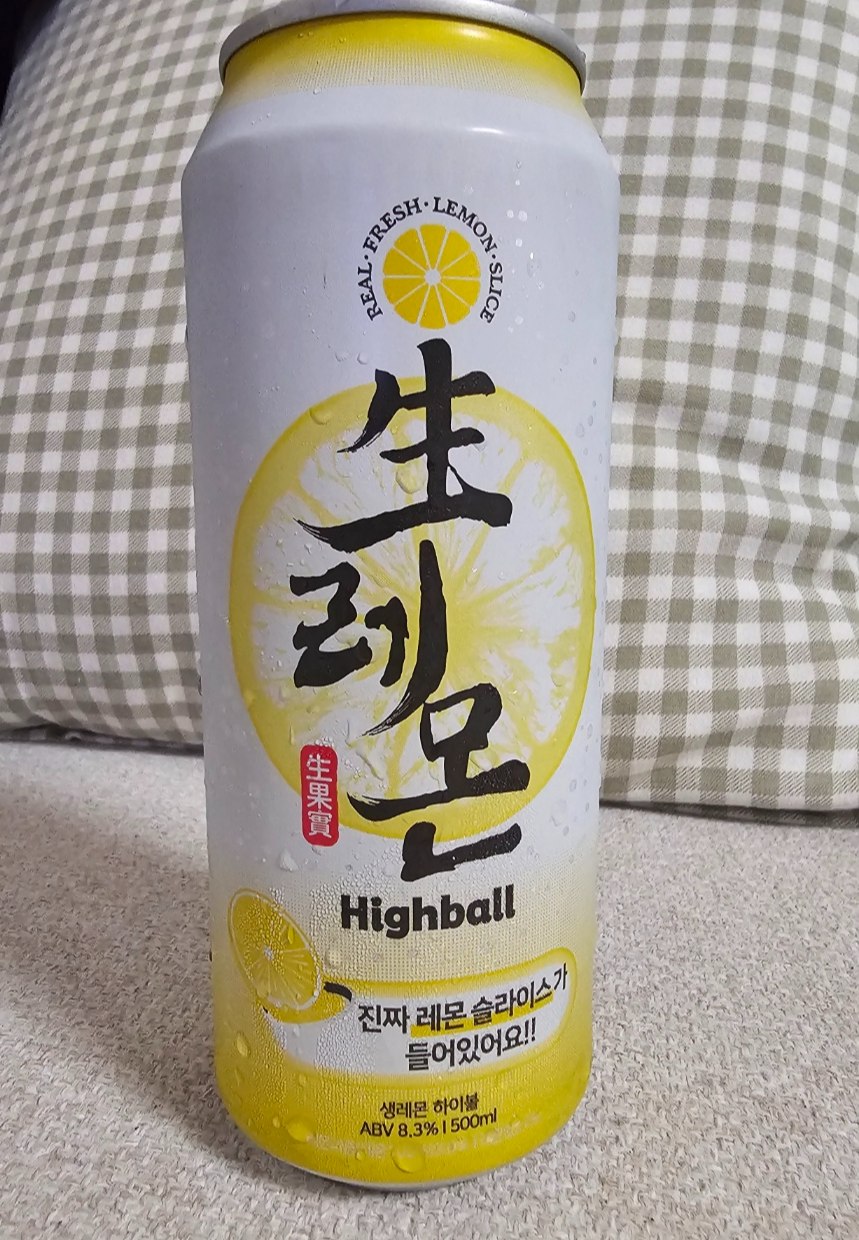 REAL·FRESH·LEMON·SLICE
生
레
몬
生果實
Highball
진짜 레몬 슬라이스가
들어있어요!!
생레몬 하이볼
ABV 8.3% | 500ml